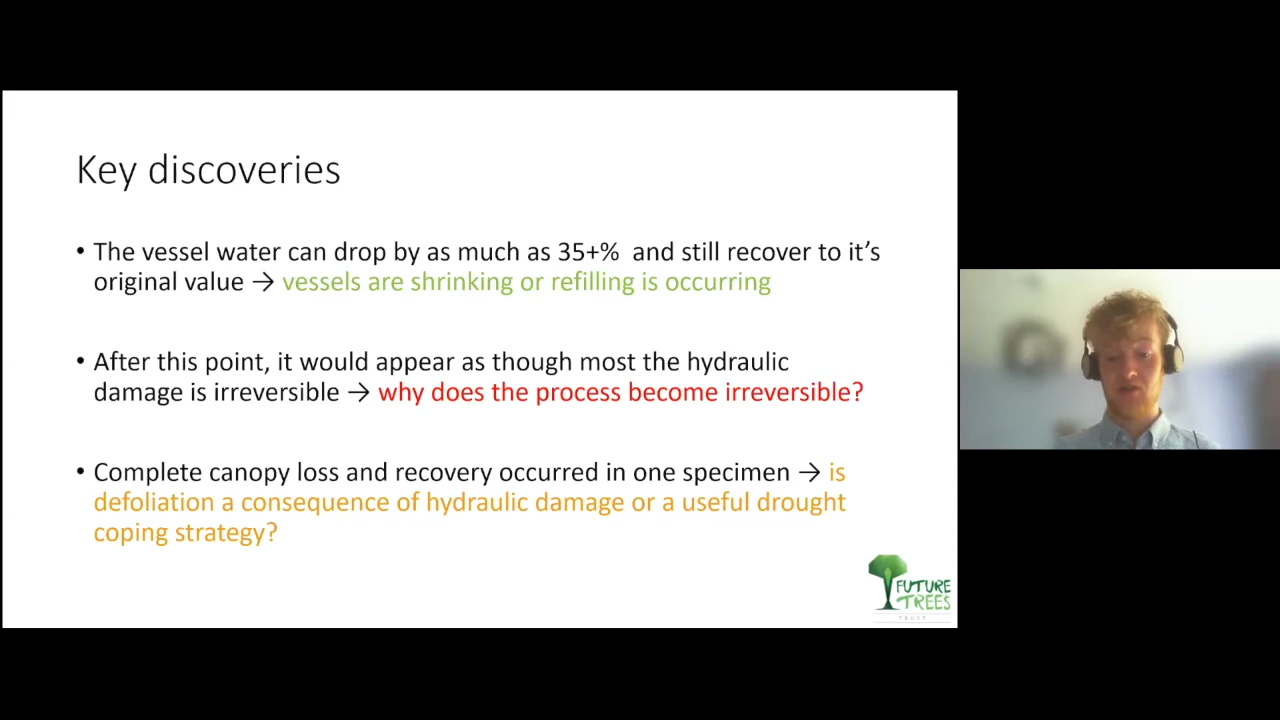 Key discoveries
• The vessel water can drop by as much as 35+% and still recover to it's
original value → vessels are shrinking or refilling is occurring
• After this point, it would appear as though most the hydraulic
damage is irreversible → why does the process become irreversible?
• Complete canopy loss and recovery occurred in one specimen → is
defoliation a consequence of hydraulic damage or a useful drought
coping strategy?
FUTURE
TREES
TRUST